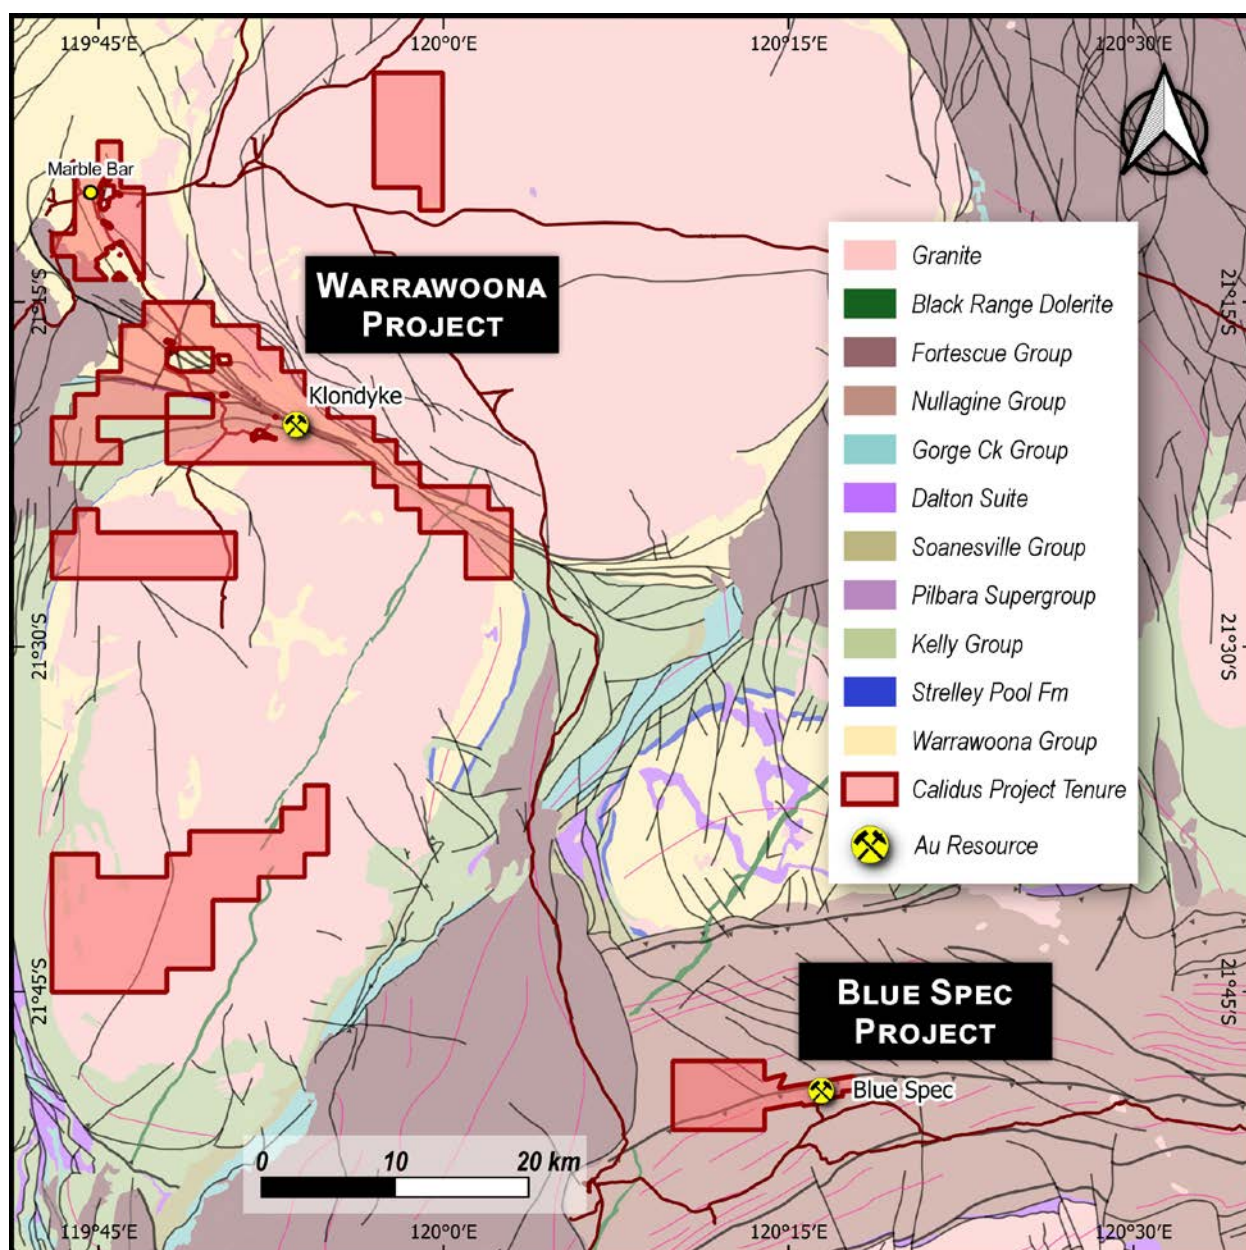 119°45'E
120°0'E
120°15'E
120°30'E
Marble Bar
WARRAWOONA
PROJECT
21°15'S
21°15'S
Klondyke
Granite
Black Range Dolerite
Fortescue Group
Nullagine Group
Gorge Ck Group
Dalton Suite
Soanesville Group
Pilbara Supergroup
Kelly Group
Strelley Pool Fm
Warrawoona Group
Calidus Project Tenure
Au Resource
21°30'S
21°30'S
21°45'S
21°45'S
BLUE SPEC
PROJECT
Blue Spec
0 10 20 km
119°45'E
120°0'E
120°15'E
120°30'E